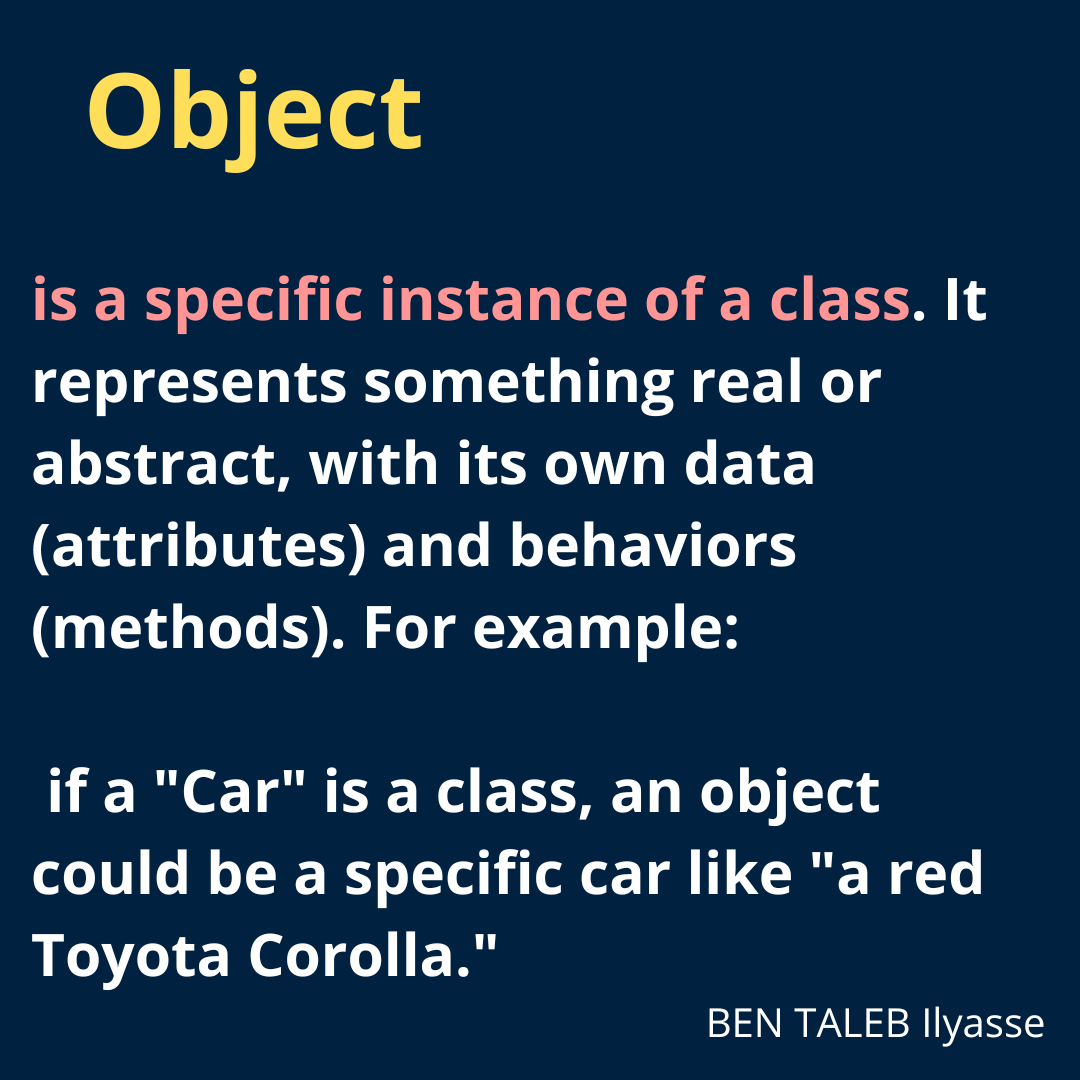 Object
is a specific instance of a class. It
represents something real or
abstract, with its own data
(attributes) and behaviors
(methods). For example:
if a "Car" is a class, an object
could be a specific car like "a red
Toyota Corolla."
BEN TALEB Ilyasse